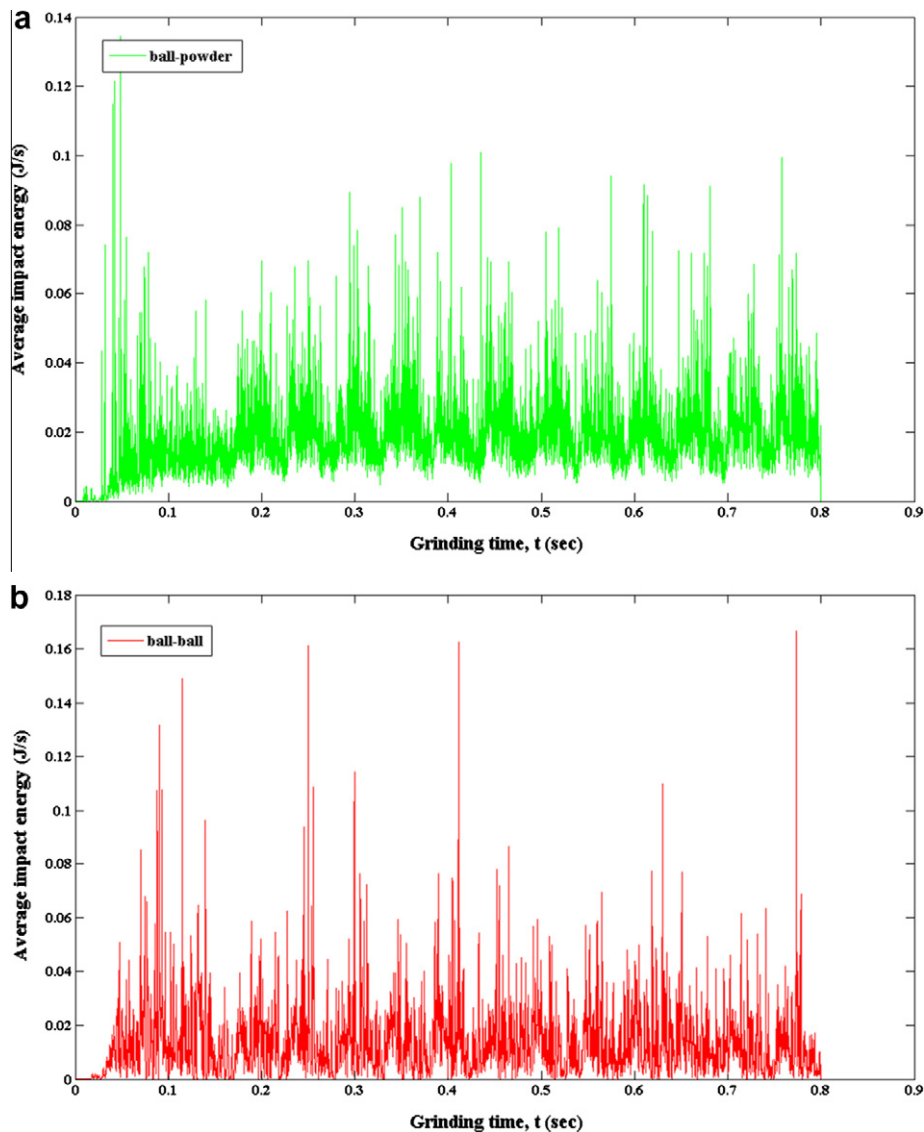 a
0.14
0.12
0.1
0.08
0.06
0.04
0.02
0
ball-powder
Average impact energy (J/s)
0 0.1 0.2 0.3 0.4 0.5 0.6 0.7 0.8 0.9
Grinding time, t (sec)
b
0.18
0.16
0.14
0.12
0.1
0.08
0.06
0.04
0.02
0
ball-ball
Average impact energy (J/s)
0 0.1 0.2 0.3 0.4 0.5 0.6 0.7 0.8 0.9
Grinding time, t (sec)